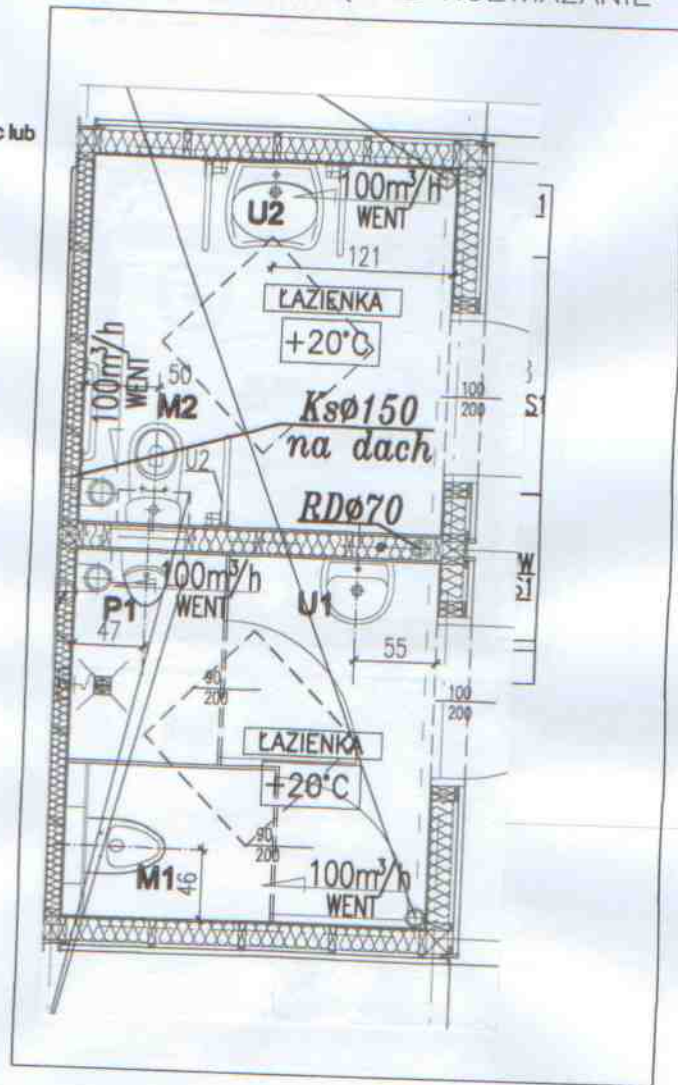 c lub
U2
100m³/h
WENT
1
121
ŁAZIENKA
+20°C
100m³/h
WENT
50
M2
100
200
S1
Ksø150
na dach
U2
RDø70
100m³/h
WENT
P1
U1
W
47
55
90
200
100
200
ŁAZIENKA
+20°C
90
200
M1
46
100m³/h
WENT